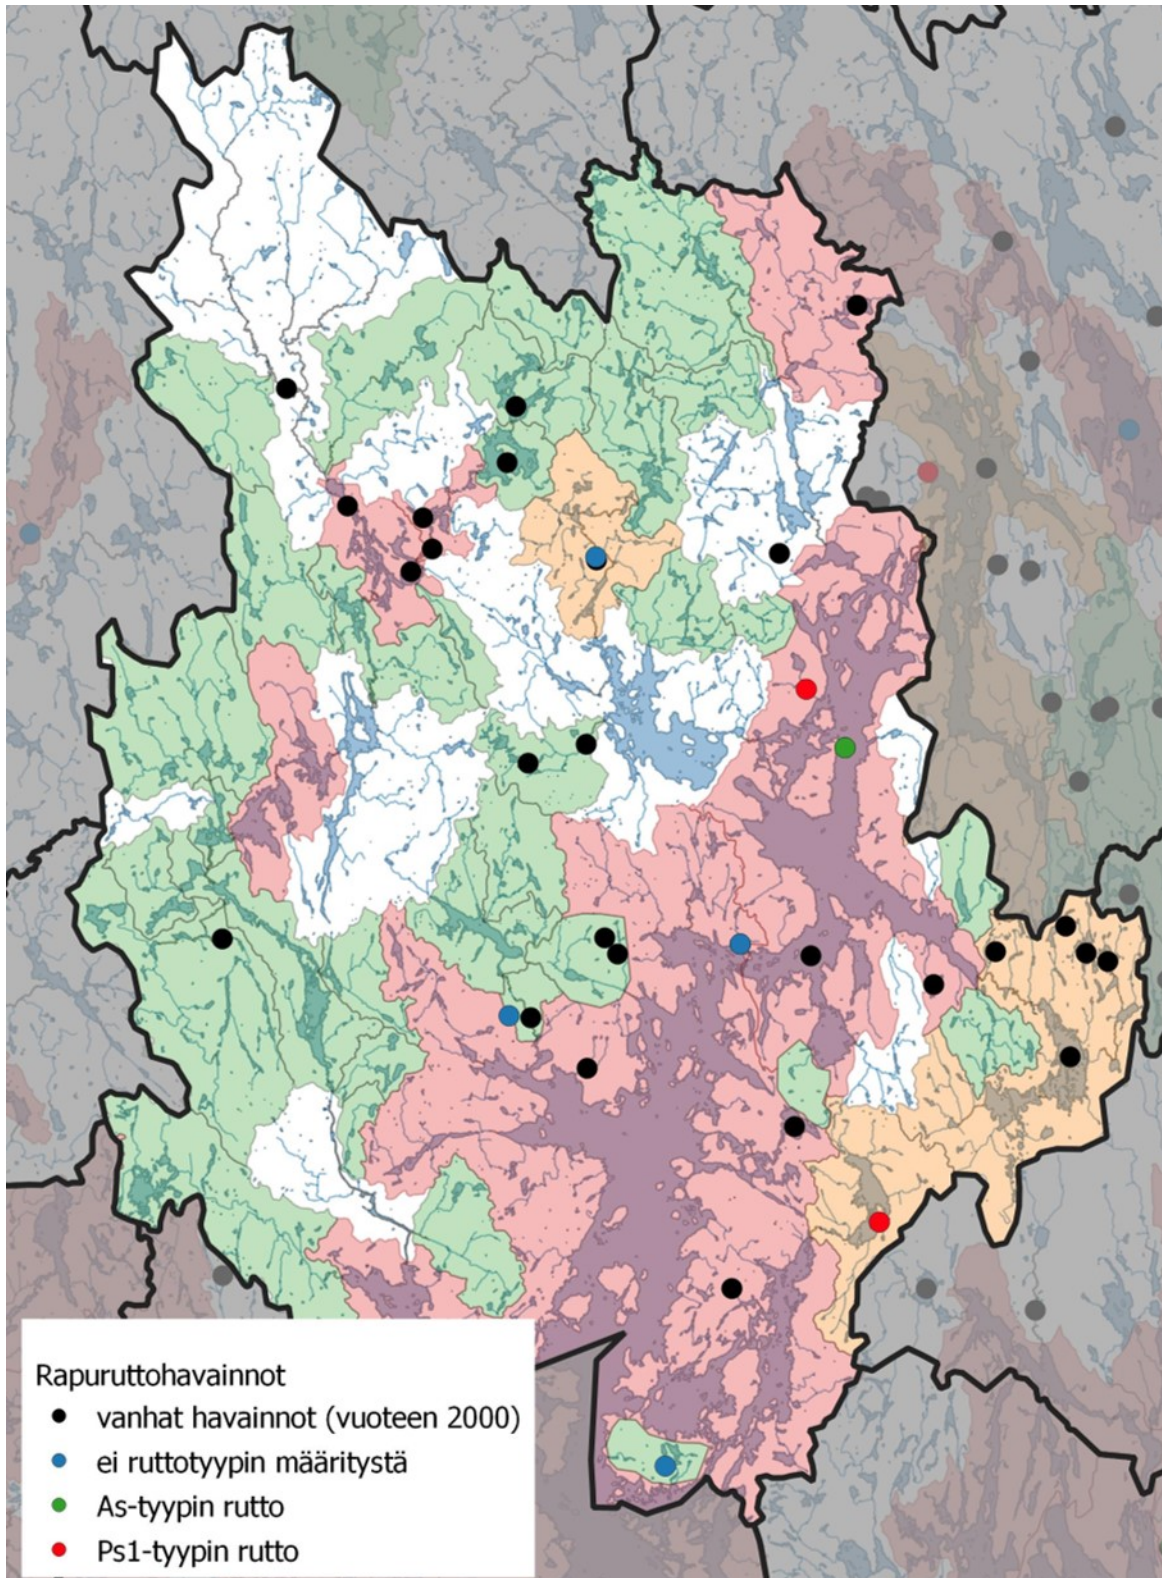 Rapuruttohavainnot
vanhat havainnot (vuoteen 2000)
ei ruttotyypin määritystä
As-tyypin rutto
Ps1-tyypin rutto